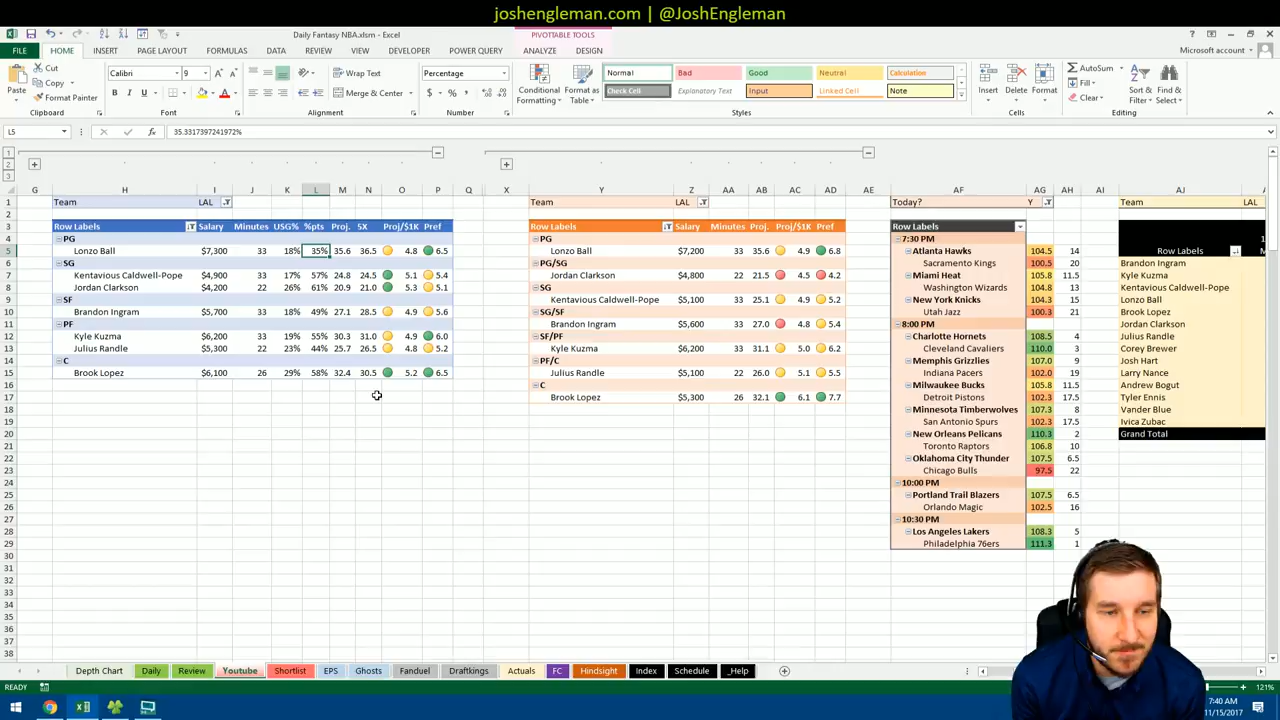 joshengleman.com | @JoshEngleman
Daily Fantasy NBA.xlsm - Excel
PIVOTTABLE TOOLS
FILE HOME INSERT PAGE LAYOUT FORMULAS DATA REVIEW VIEW DEVELOPER POWER QUERY ANALYZE DESIGN
Microsoft account
Paste
Cut
Copy
Format Painter
Clipboard
Calibri 9
B I U
Font
Wrap Text
Merge & Center
Alignment
Percentage
$ % ,
Number
Conditional Formatting
Format as Table
Normal Bad Good Neutral Calculation
Check Cell Explanatory Text Input Linked Cell Note
Styles
Insert Delete Format
Cells
AutoSum
Fill
Clear
Sort & Filter
Find & Select
Editing
L5
35.3317397241972%
1
2
3
G H I J K L M N O P Q X Y Z AA AB AC AD AE AF AG AH AI AJ
Team LAL
Row Labels Salary Minutes USG% %pts Proj. 5X Proj/$1K Pref
PG
Lonzo Ball $7,300 33 18% 35% 35.6 36.5 4.8 6.5
SG
Kentavious Caldwell-Pope $4,900 33 17% 57% 24.8 24.5 5.1 5.4
Jordan Clarkson $4,200 22 26% 61% 20.9 21.0 5.3 5.1
SF
Brandon Ingram $5,700 33 18% 49% 27.1 28.5 4.9 5.6
PF
Kyle Kuzma $6,200 33 19% 55% 30.3 31.0 4.9 6.0
Julius Randle $5,300 22 23% 44% 25.7 26.5 4.8 5.2
C
Brook Lopez $6,100 26 29% 58% 32.4 30.5 5.2 6.5
Team LAL
Row Labels Salary Minutes Proj. Proj/$1K Pref
PG
Lonzo Ball $7,200 33 35.6 4.9 6.8
PG/SG
Jordan Clarkson $4,800 22 21.5 4.5 4.2
SG
Kentavious Caldwell-Pope $5,100 33 25.1 4.9 5.2
SG/SF
Brandon Ingram $5,600 33 27.0 4.8 5.4
SF/PF
Kyle Kuzma $6,200 33 31.1 5.0 6.2
PF/C
Julius Randle $5,100 22 26.0 5.1 5.5
C
Brook Lopez $5,300 26 32.1 6.1 7.7
Today? Y
Row Labels
7:30 PM
Atlanta Hawks 104.5 14
Sacramento Kings 100.5 20
Miami Heat 105.8 11.5
Washington Wizards 104.8 13
New York Knicks 104.3 15
Utah Jazz 100.3 21
8:00 PM
Charlotte Hornets 108.5 4
Cleveland Cavaliers 110.0 3
Memphis Grizzlies 107.0 9
Indiana Pacers 102.0 19
Milwaukee Bucks 105.8 11.5
Detroit Pistons 102.3 17.5
Minnesota Timberwolves 107.3 8
San Antonio Spurs 102.3 17.5
New Orleans Pelicans 110.3 2
Toronto Raptors 106.8 10
Oklahoma City Thunder 107.5 6.5
Chicago Bulls 97.5 22
10:00 PM
Portland Trail Blazers 107.5 6.5
Orlando Magic 102.5 16
10:30 PM
Los Angeles Lakers 108.3 5
Philadelphia 76ers 111.3 1
Team LAL
Row Labels
Brandon Ingram
Kyle Kuzma
Kentavious Caldwell-Pope
Lonzo Ball
Brook Lopez
Jordan Clarkson
Julius Randle
Corey Brewer
Josh Hart
Larry Nance
Andrew Bogut
Tyler Ennis
Vander Blue
Ivica Zubac
Grand Total
Depth Chart Daily Review Youtube Shortlist EPS Ghosts Fanduel Draftkings Actuals FC Hindsight Index Schedule _Help
READY
121%
7:40 AM
11/15/2017